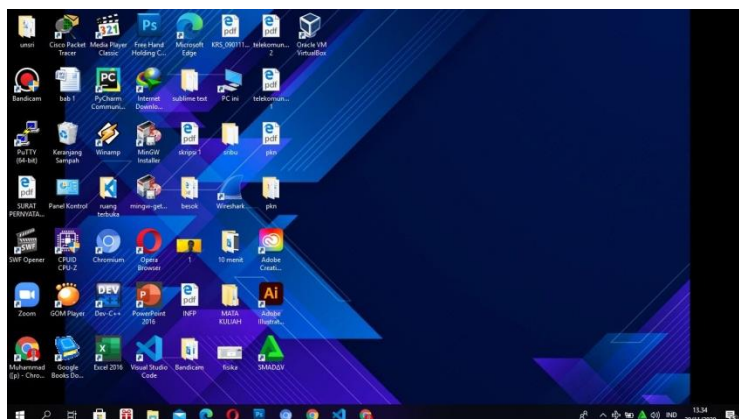 unsri
Cisco Packet
Tracer
Media Player
Classic
Free Hand
Holding C...
Microsoft
Edge
KRS_090111...
telekomun...
2
Oracle VM
VirtualBox
Bandicam
bab 1
PyCharm
Communi...
Internet
Downlo...
sublime text
PC ini
telekomun...
1
PuTTY
(64-bit)
Keranjang
Sampah
Winamp
MinGW
Installer
skripsi 1
pkn
SURAT
PERNYATA...
Panel Kontrol
ruang
terbuka
mingw-get...
besok
Wireshark
pkn
SWF Opener
CPUID
CPU-Z
Chromium
Opera
Browser
1
10 menit
Adobe
Creati...
Zoom
GOM Player
Dev-C++
PowerPoint
2016
INFP
MATA
KULIAH
Adobe
Illustrat...
Muhammad
(p) - Chro...
Google
Books Do...
Excel 2016
Visual Studio
Code
Bandicam
fisika
SMADAV
IND
13.34